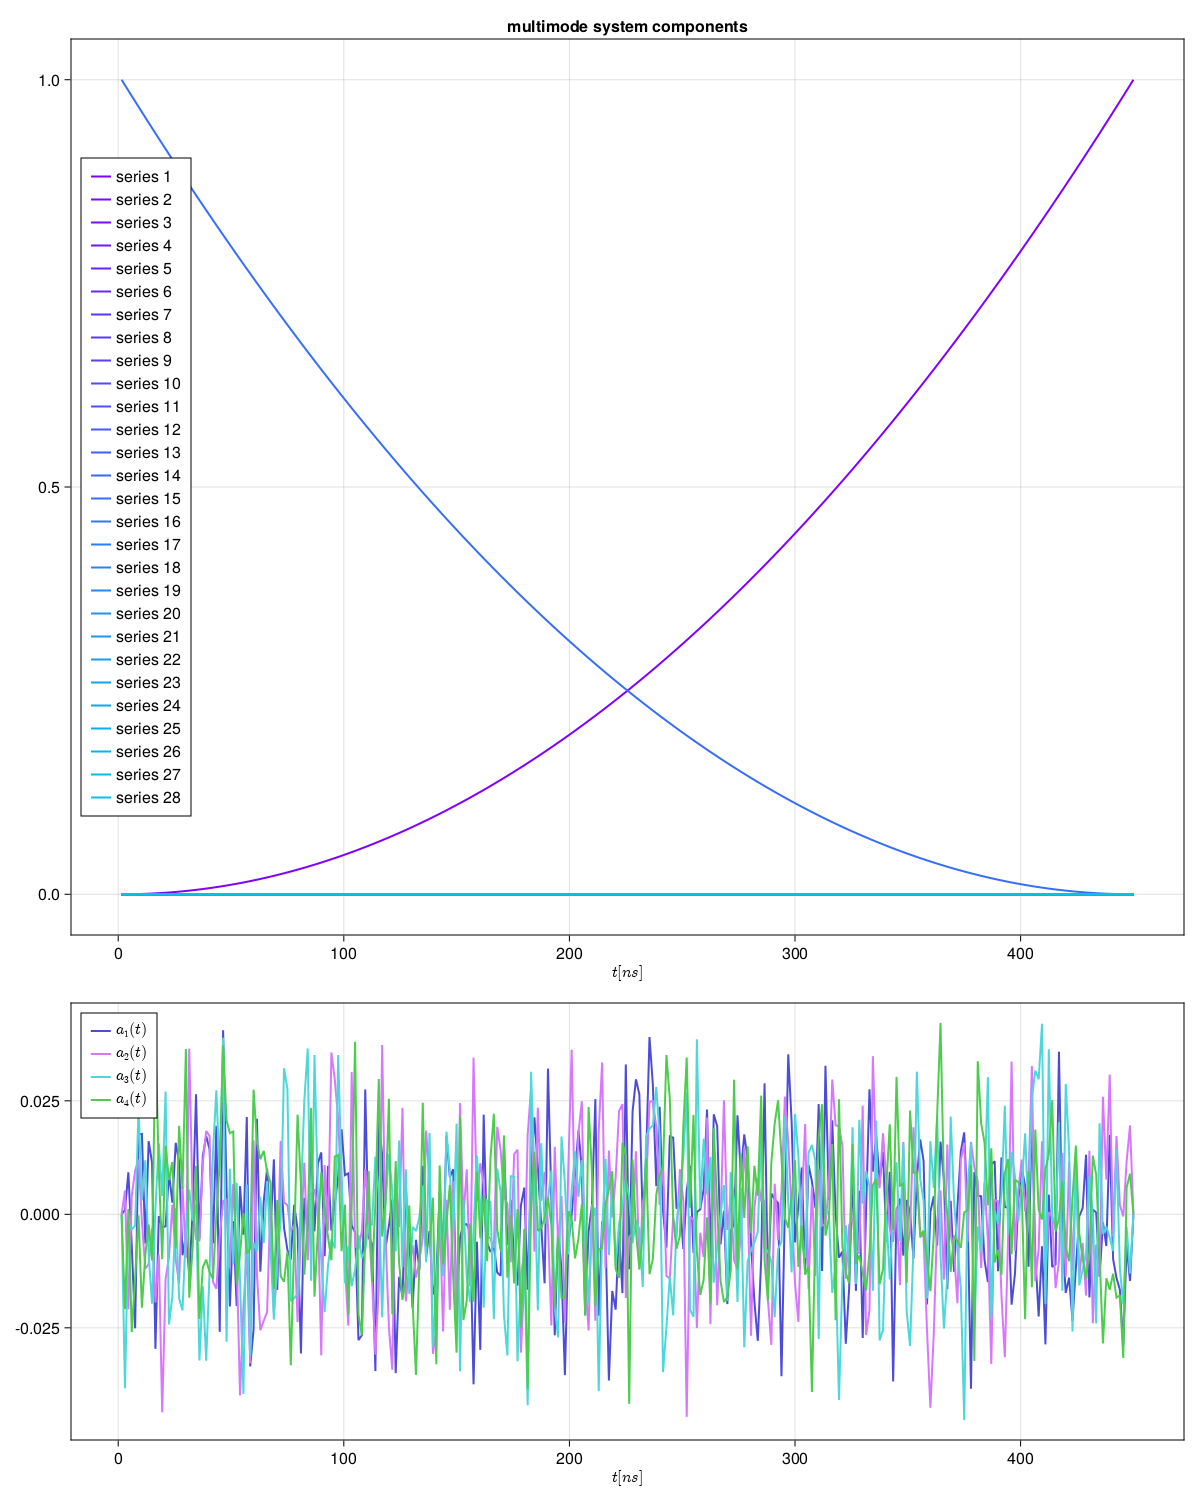 multimode system components
1.0
series 1
series 2
series 3
series 4
series 5
series 6
series 7
series 8
series 9
series 10
series 11
series 12
series 13
series 14
series 15
series 16
series 17
series 18
series 19
series 20
series 21
series 22
series 23
series 24
series 25
series 26
series 27
series 28
0.5
0.0
0 100 200 300 400
t[ns]
a₁(t)
a₂(t)
a₃(t)
a₄(t)
0.025
0.000
-0.025
0 100 200 300 400
t[ns]